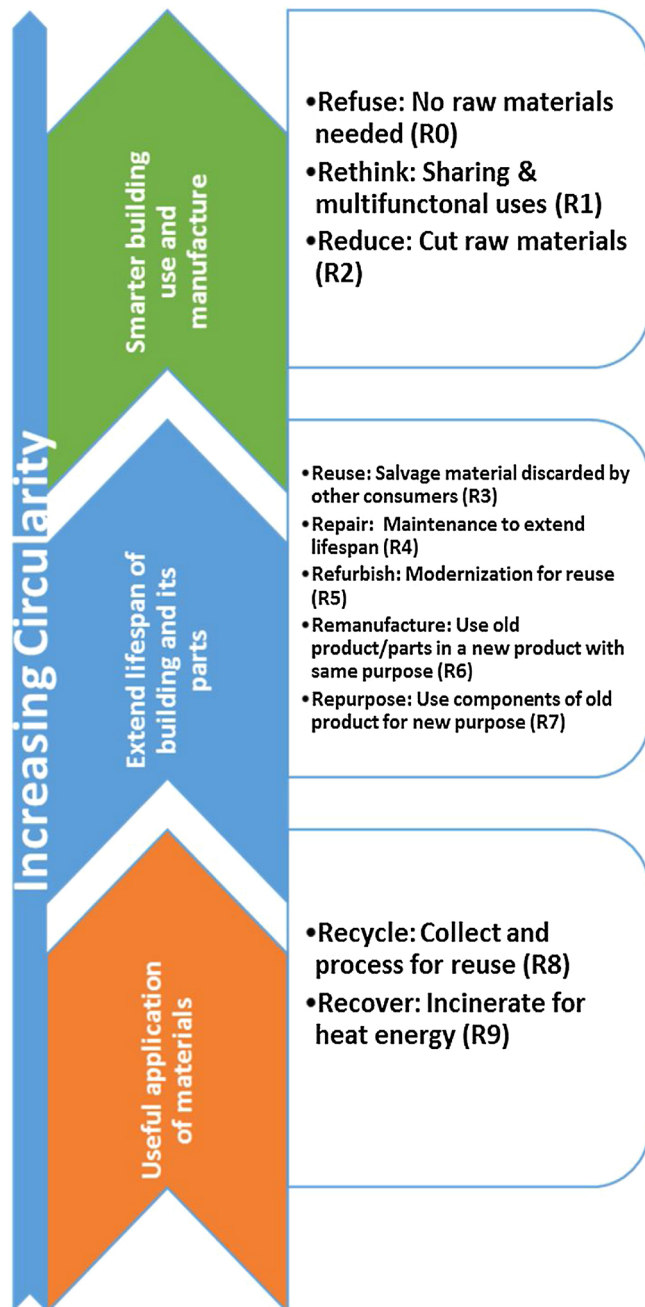 Increasing Circularity
Smarter building
use and
manufacture
•Refuse: No raw materials
needed (R0)
•Rethink: Sharing &
multifunctonal uses (R1)
•Reduce: Cut raw materials
(R2)
Extend lifespan of
building and its
parts
•Reuse: Salvage material discarded by
other consumers (R3)
•Repair: Maintenance to extend
lifespan (R4)
•Refurbish: Modernization for reuse
(R5)
•Remanufacture: Use old
product/parts in a new product with
same purpose (R6)
•Repurpose: Use components of old
product for new purpose (R7)
Useful application
of materials
•Recycle: Collect and
process for reuse (R8)
•Recover: Incinerate for
heat energy (R9)